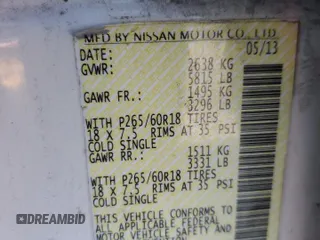 MFD BY NISSAN MOTOR CO., LTD.
DATE: 05/13
GVWR: 2638 KG
5815 LB
GAWR FR.: 1495 KG
3296 LB
WITH P265/60R18 TIRES
18 X 7.5 RIMS AT 35 PSI
COLD SINGLE
GAWR RR.: 1511 KG
3331 LB
WITH P265/60R18 TIRES
18 X 7.5 RIMS AT 35 PSI
COLD SINGLE
THIS VEHICLE CONFORMS TO
ALL APPLICABLE FEDERAL
MOTOR VEHICLE SAFETY AND
DREAMBID